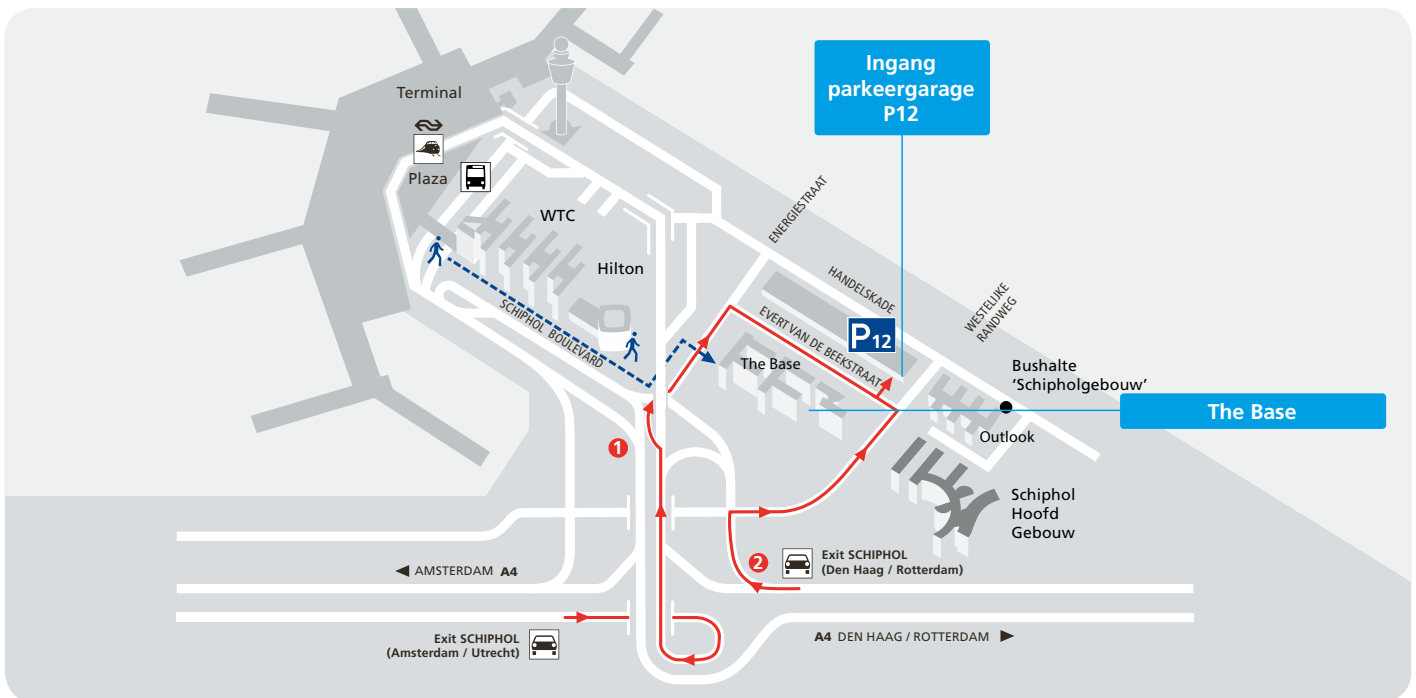 Ingang
parkeergarage
P12
Terminal
Plaza
WTC
Hilton
SCHIPHOL BOULEVARD
ENERGIESTRAAT
HANDELSKADE
EVERT VAN DE BEEKSTRAAT
P12
WESTELIJKE
RANDWEG
The Base
Bushalte
'Schipholgebouw'
The Base
Outlook
1
Schiphol
Hoofd
Gebouw
2
Exit SCHIPHOL
(Den Haag / Rotterdam)
AMSTERDAM A4
Exit SCHIPHOL
(Amsterdam / Utrecht)
A4 DEN HAAG / ROTTERDAM